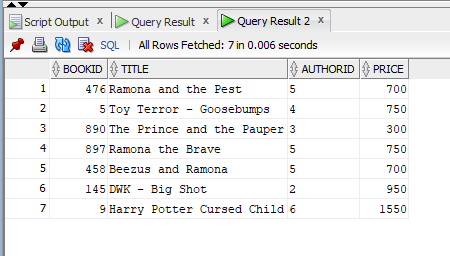 Script Output x Query Result x Query Result 2 x
SQL | All Rows Fetched: 7 in 0.006 seconds
BOOKID TITLE AUTHORID PRICE
1 476 Ramona and the Pest 5 700
2 5 Toy Terror - Goosebumps 4 750
3 890 The Prince and the Pauper 3 300
4 897 Ramona the Brave 5 750
5 458 Beezus and Ramona 5 700
6 145 DWK - Big Shot 2 950
7 9 Harry Potter Cursed Child 6 1550